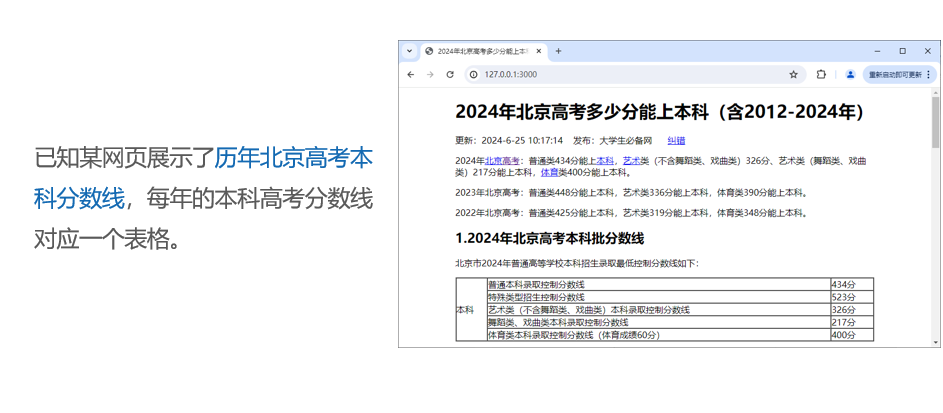 已知某网页展示了历年北京高考本
科分数线，每年的本科高考分数线
对应一个表格。
2024年北京高考多少分能上本
127.0.0.1:3000
重新启动即可更新
2024年北京高考多少分能上本科（含2012-2024年）
更新：2024-6-25 10:17:14 发布：大学生必备网 纠错
2024年北京高考：普通类434分能上本科，艺术类（不含舞蹈类、戏曲类）326分、艺术类（舞蹈类、戏曲
类）217分能上本科，体育类400分能上本科。
2023年北京高考：普通类448分能上本科，艺术类336分能上本科，体育类390分能上本科。
2022年北京高考：普通类425分能上本科，艺术类319分能上本科，体育类348分能上本科。
1.2024年北京高考本科批分数线
北京市2024年普通高等学校本科招生录取最低控制分数线如下：
本科
普通本科录取控制分数线 434分
特殊类型招生控制分数线 523分
艺术类（不含舞蹈类、戏曲类）本科录取控制分数线 326分
舞蹈类、戏曲类本科录取控制分数线 217分
体育类本科录取控制分数线（体育成绩60分） 400分